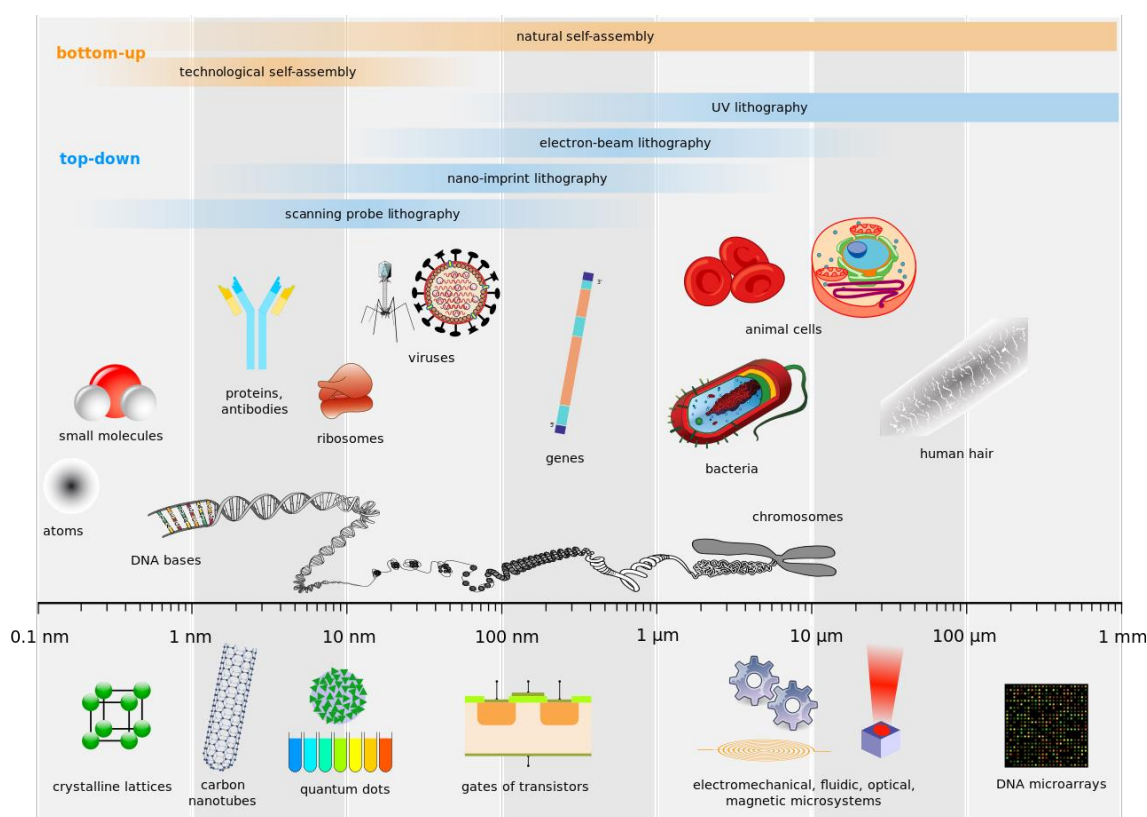 natural self-assembly
bottom-up
technological self-assembly
UV lithography
electron-beam lithography
top-down
nano-imprint lithography
scanning probe lithography
3'
animal cells
viruses
proteins,
antibodies
small molecules
ribosomes
5'
genes
bacteria
human hair
atoms
chromosomes
DNA bases
0.1 nm 1 nm 10 nm 100 nm 1 µm 10 µm 100 µm 1 mm
crystalline lattices
carbon
nanotubes
quantum dots
gates of transistors
electromechanical, fluidic, optical,
magnetic microsystems
DNA microarrays